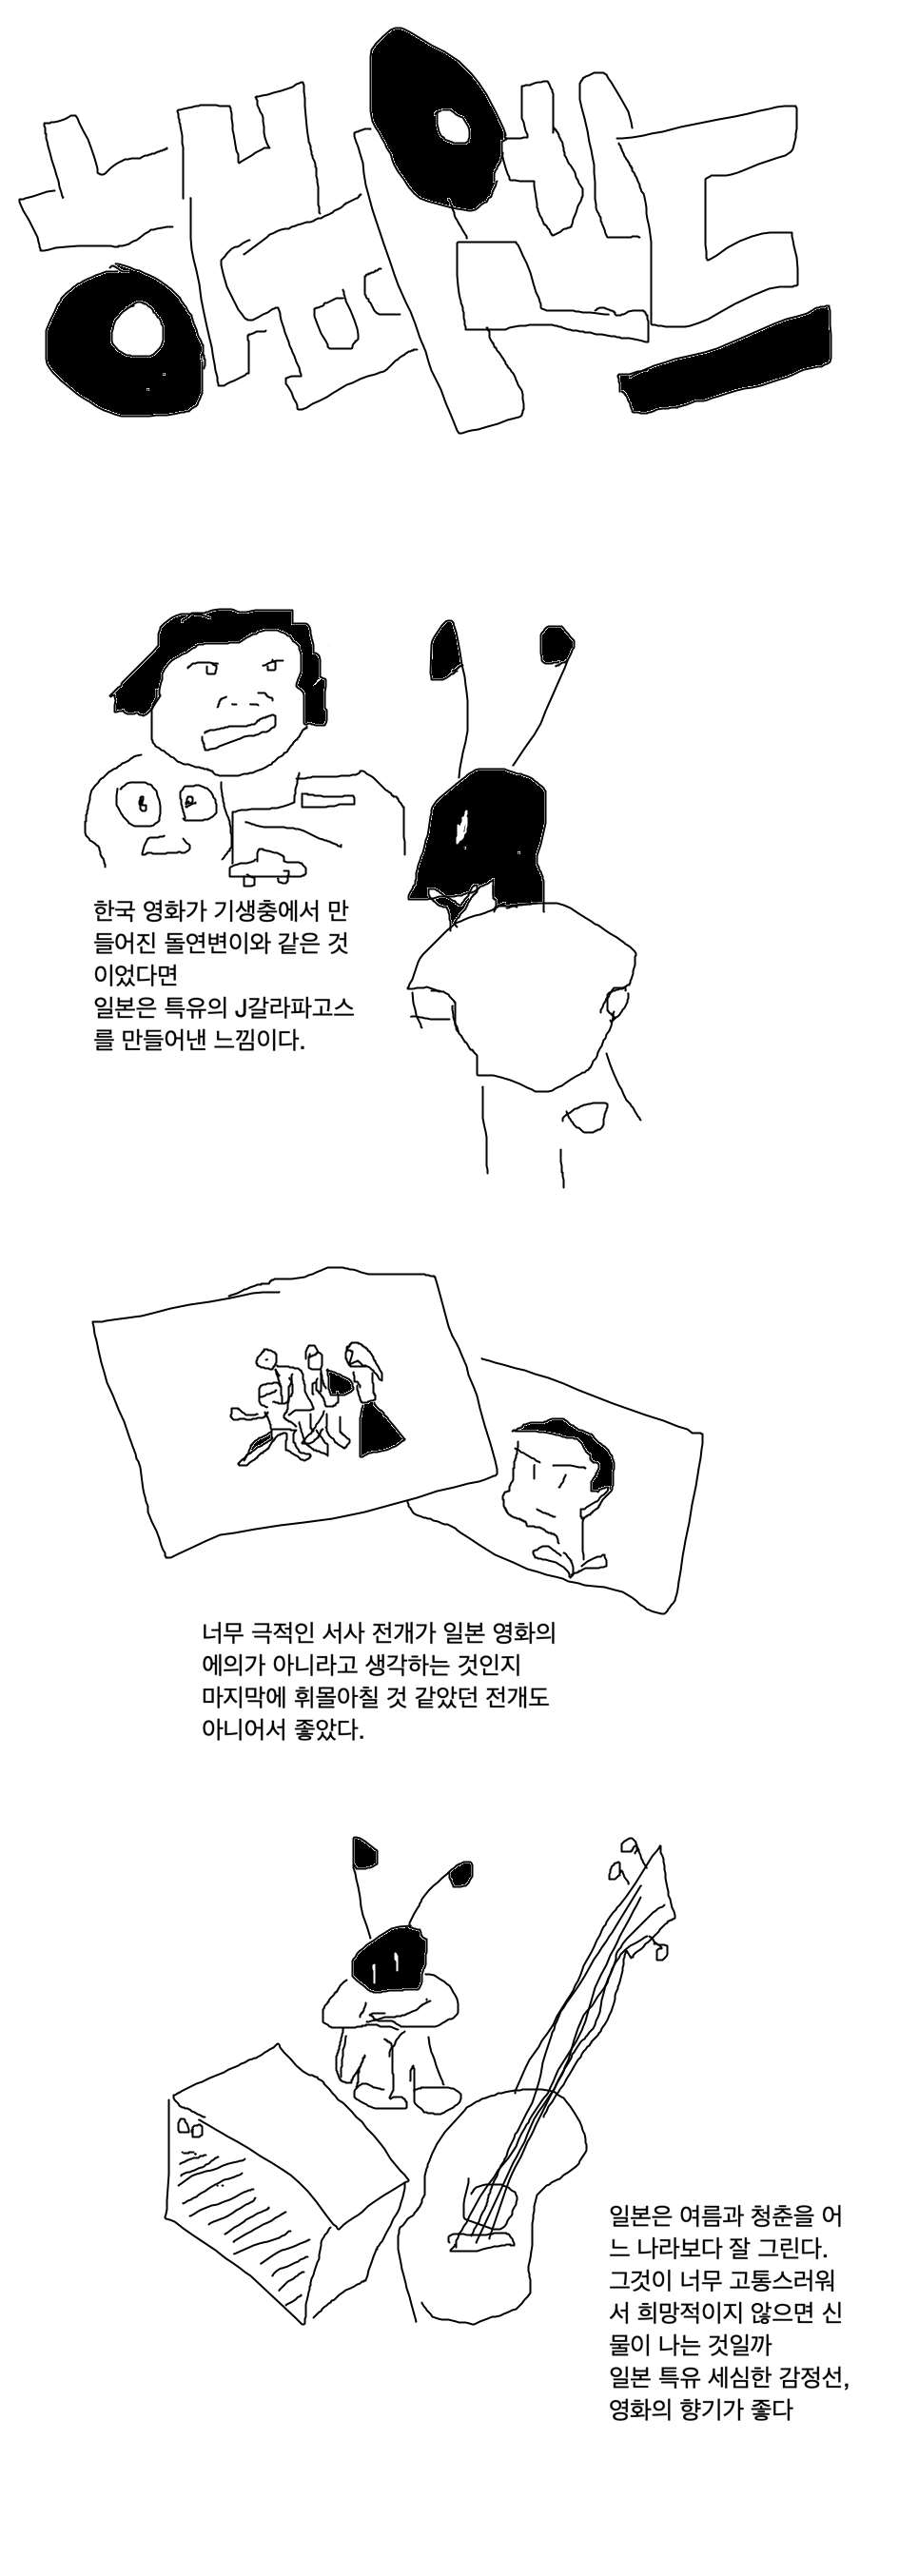 해피엔드
한국 영화가 기생충에서 만
들어진 돌연변이와 같은 것
이었다면
일본은 특유의 J갈라파고스
를 만들어낸 느낌이다.
너무 극적인 서사 전개가 일본 영화의
에의가 아니라고 생각하는 것인지
마지막에 휘몰아칠 것 같았던 전개도
아니어서 좋았다.
일본은 여름과 청춘을 어
느 나라보다 잘 그린다.
그것이 너무 고통스러워
서 희망적이지 않으면 신
물이 나는 것일까
일본 특유 세심한 감정선,
영화의 향기가 좋다